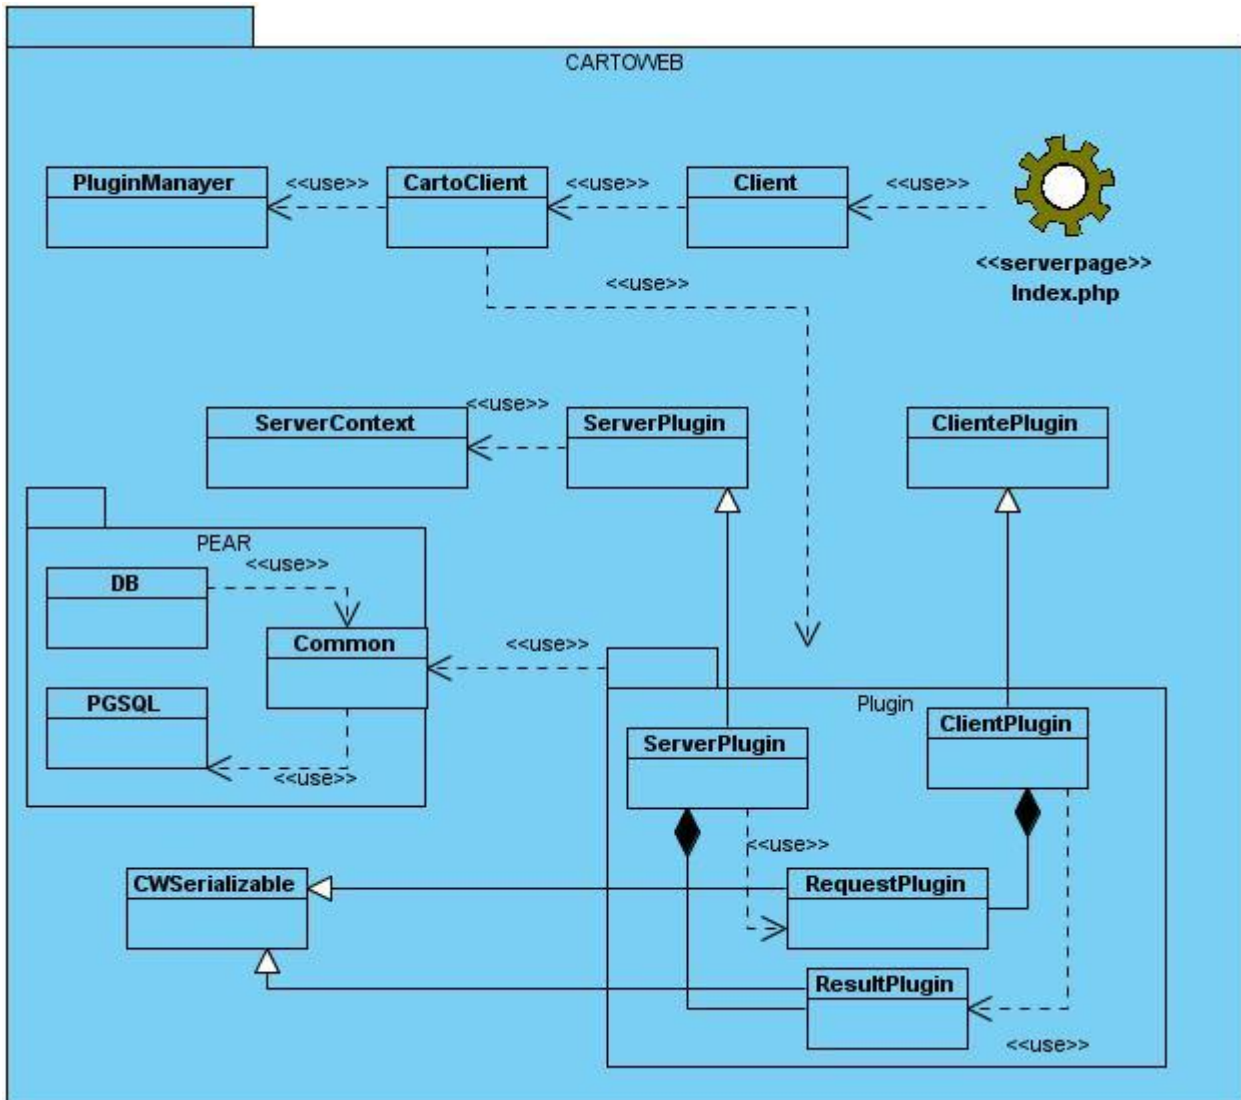 CARTOWEB
PluginManayer
<<use>>
CartoClient
<<use>>
Client
<<use>>
<<serverpage>>
Index.php
<<use>>
ServerContext
<<use>>
ServerPlugin
ClientePlugin
PEAR
DB
<<use>>
Common
<<use>>
PGSQL
<<use>>
Plugin
ServerPlugin
ClientPlugin
<<use>>
CWSerializable
RequestPlugin
ResultPlugin
<<use>>